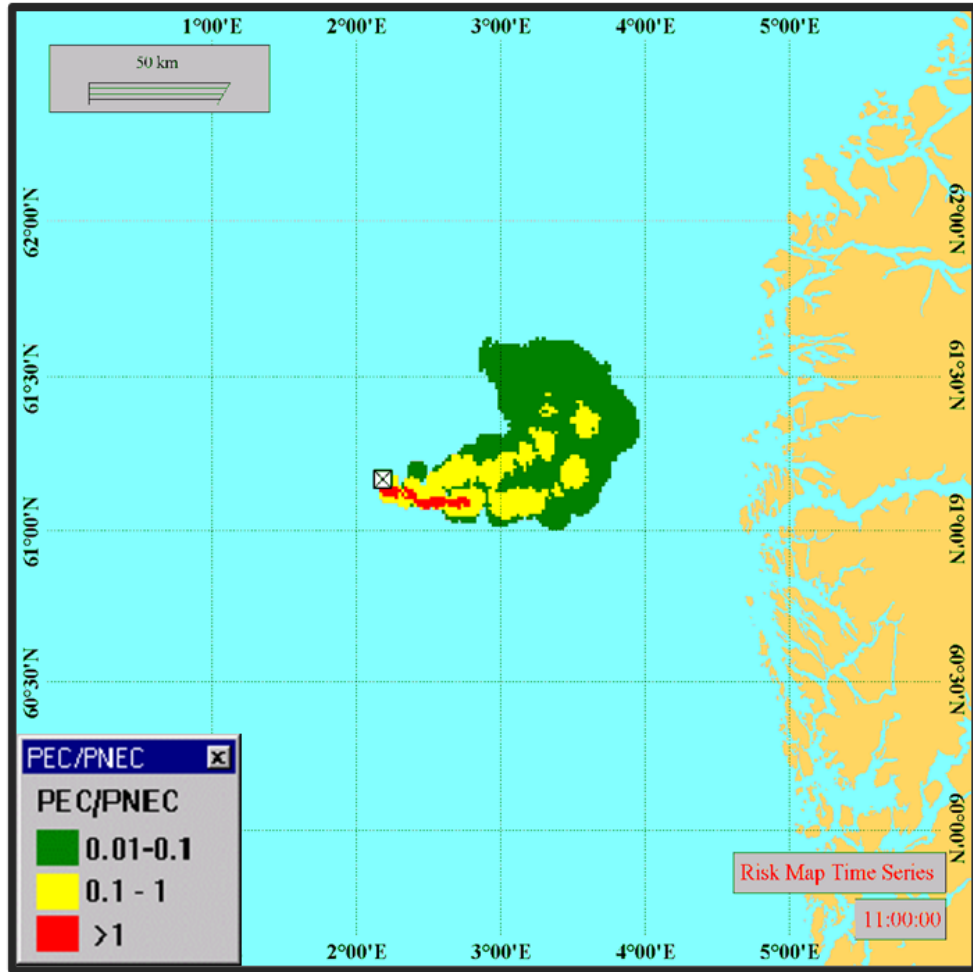 1°00'E 2°00'E 3°00'E 4°00'E 5°00'E
50 km
62°00'N 62°00'N
61°30'N 61°30'N
61°00'N 61°00'N
60°30'N 60°30'N
60°00'N
PEC/PNEC
PEC/PNEC
0.01-0.1
0.1 - 1
>1
Risk Map Time Series
11:00:00
2°00'E 3°00'E 4°00'E 5°00'E